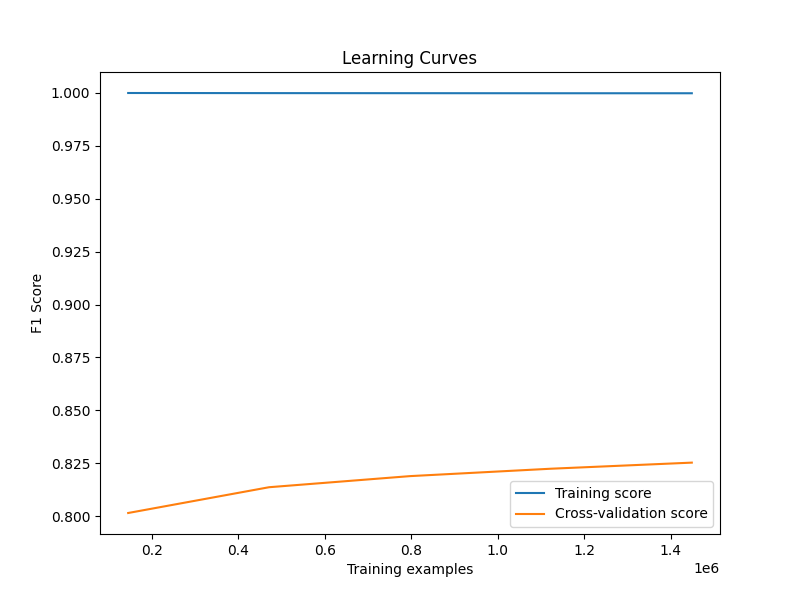 Learning Curves
1.000
0.975
0.950
0.925
0.900
0.875
0.850
0.825
0.800
F1 Score
Training score
Cross-validation score
0.2 0.4 0.6 0.8 1.0 1.2 1.4
1e6
Training examples